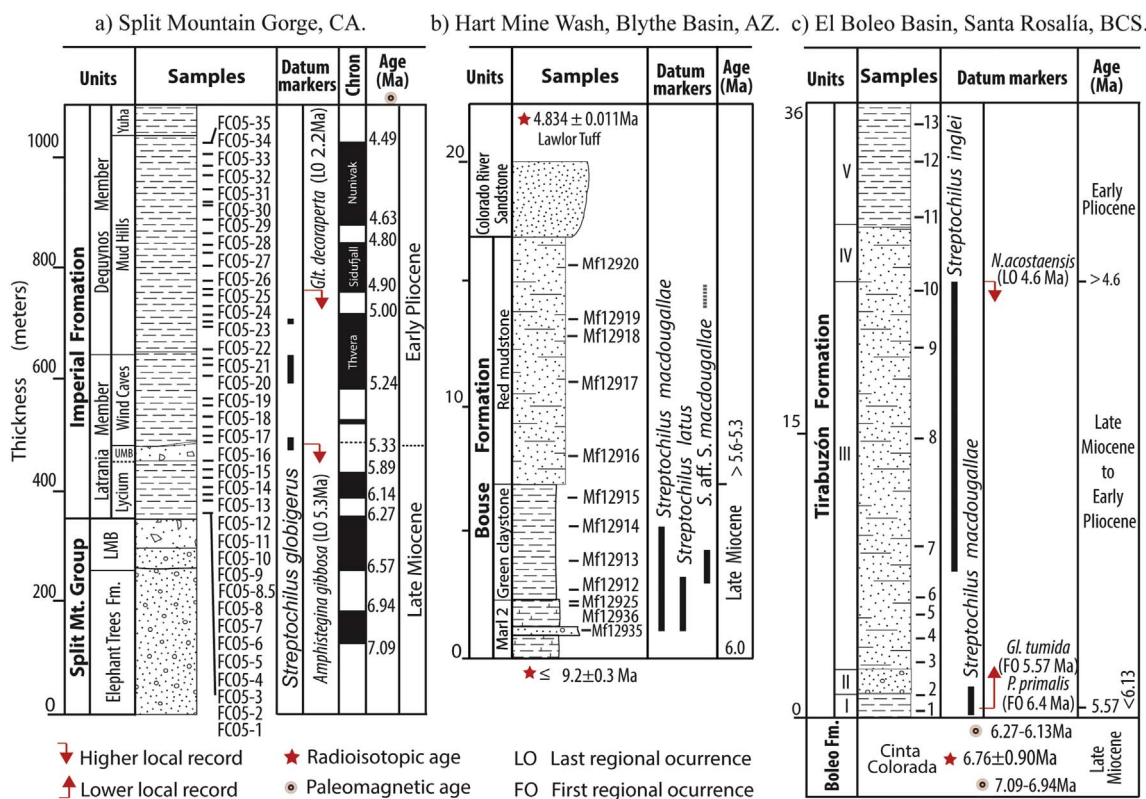 a) Split Mountain Gorge, CA.
Units
Samples
Datum markers
Chron
Age (Ma)
Thickness (meters)
1000
800
600
400
200
0
Imperial Fromation
Split Mt. Group
Dequynos Member
Latrania Member
Yuha
Mud Hills
Wind Caves
UMB
Lycium
LMB
Elephant Trees Fm.
FC05-35
FC05-34
FC05-33
FC05-32
FC05-31
FC05-30
FC05-29
FC05-28
FC05-27
FC05-26
FC05-25
FC05-24
FC05-23
FC05-22
FC05-21
FC05-20
FC05-19
FC05-18
FC05-17
FC05-16
FC05-15
FC05-14
FC05-13
FC05-12
FC05-11
FC05-10
FC05-9
FC05-8.5
FC05-8
FC05-7
FC05-6
FC05-5
FC05-4
FC05-3
FC05-2
FC05-1
Streptochilus globigerus
Glt. decoraperta (LO 2.2Ma)
Amphistegina gibbosa (LO 5.3Ma)
Nunivak
Sidufjall
Thvera
4.49
4.63
4.80
4.90
5.00
5.24
5.33
5.89
6.14
6.27
6.57
6.94
7.09
Early Pliocene
Late Miocene
b) Hart Mine Wash, Blythe Basin, AZ.
Units
Samples
Datum markers
Age (Ma)
4.834 ± 0.011Ma
Lawlor Tuff
20
10
0
Colorado River Sandstone
Bouse Formation
Red mudstone
Green claystone
Marl 2
Mf12920
Mf12919
Mf12918
Mf12917
Mf12916
Mf12915
Mf12914
Mf12913
Mf12912
Mf12925
Mf12936
Mf12935
Streptochilus macdougallae
Streptochilus latus
S. aff. S. macdougallae
> 5.6-5.3
Late Miocene
6.0
≤ 9.2±0.3 Ma
c) El Boleo Basin, Santa Rosalía, BCS.
Units
Samples
Datum markers
Age (Ma)
36
15
0
Tirabuzón Formation
V
IV
III
II
I
13
12
11
10
9
8
7
6
5
4
3
2
1
Streptochilus inglei
Streptochilus macdougallae
N.acostaensis
(LO 4.6 Ma)
Gl. tumida
(FO 5.57 Ma)
P. primalis
(FO 6.4 Ma)
Early Pliocene
> 4.6
Late Miocene to Early Pliocene
5.57
<6.13
Boleo Fm.
Cinta Colorada
6.27-6.13Ma
6.76±0.90Ma
7.09-6.94Ma
Late Miocene
Higher local record
Lower local record
Radioisotopic age
Paleomagnetic age
LO Last regional ocurrence
FO First regional ocorrence